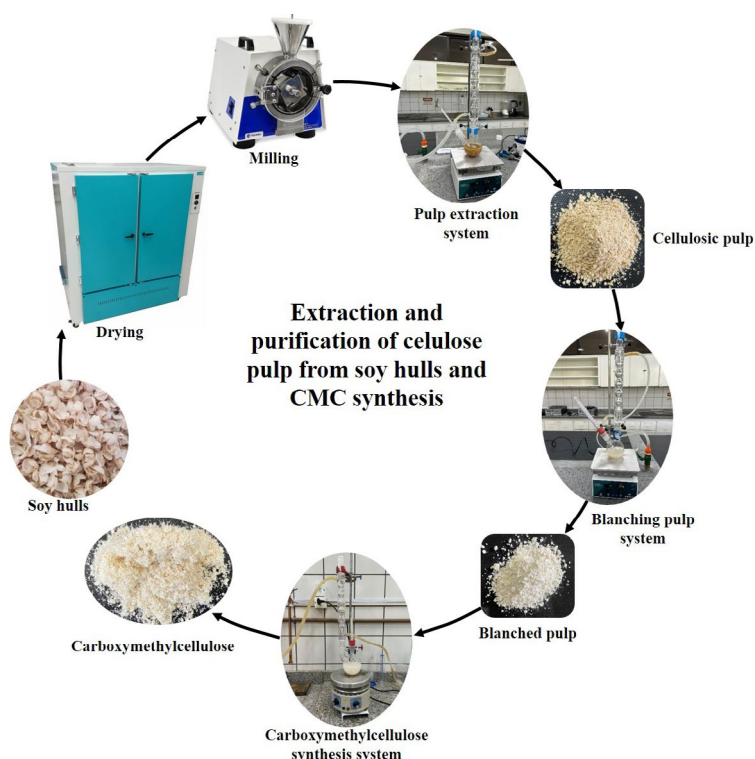 Milling
Pulp extraction
system
Cellulosic pulp
Drying
Extraction and
purification of celulose
pulp from soy hulls and
CMC synthesis
Soy hulls
Blanching pulp
system
Blanched pulp
Carboxymethylcellulose
Carboxymethylcellulose
synthesis system